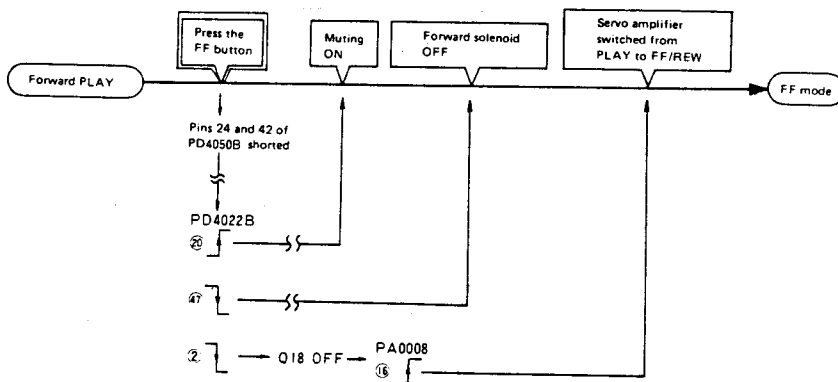 Press the
FF button
Muting
ON
Forward solenoid
OFF
Servo amplifier
switched from
PLAY to FF/REW
Forward PLAY
FF mode
Pins 24 and 42 of
PD4050B shorted
PD4022B
⑳
㊼
② → Q18 OFF → PA0008
⑯